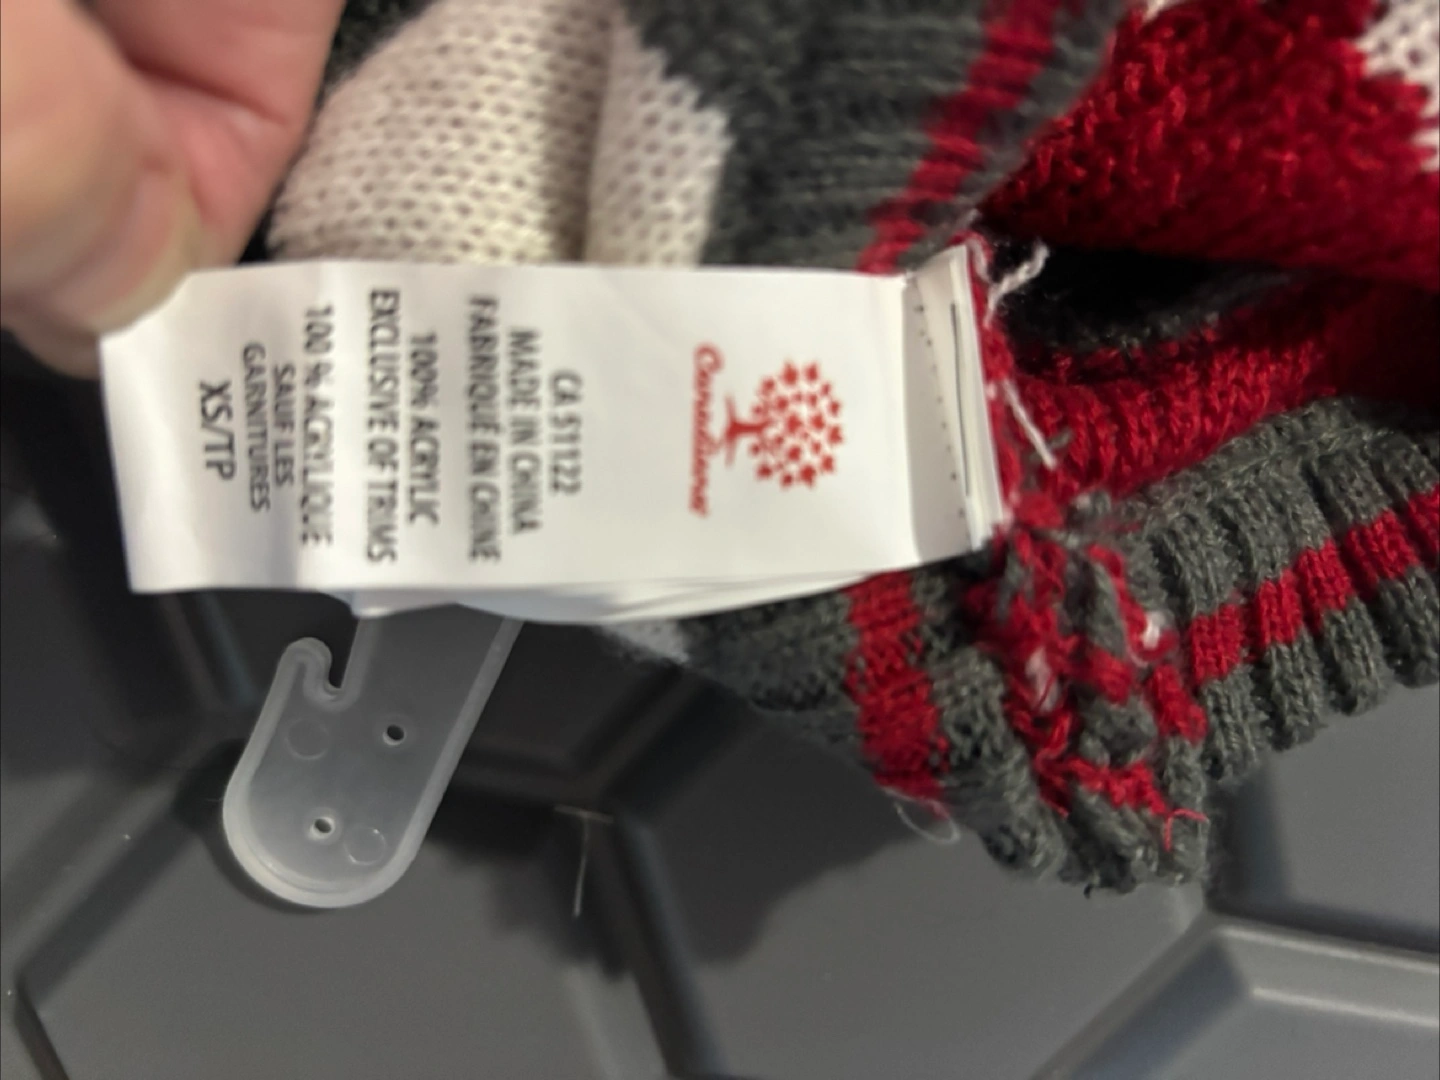 Canadiana
CA 51122
MADE IN CHINA
FABRIQUÉ EN CHINE
100% ACRYLIC
EXCLUSIVE OF TRIMS
100 % ACRYLIQUE
SAUF LES
GARNITURES
XS/TP